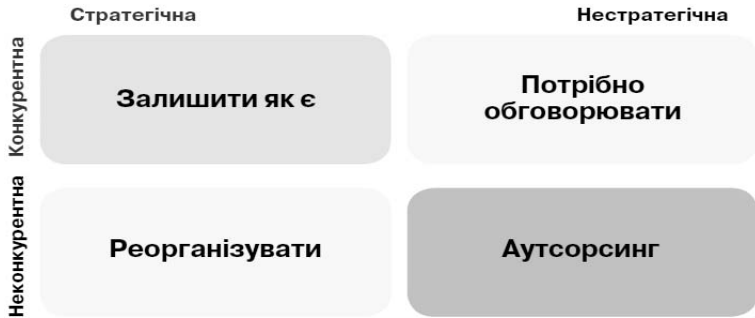 Стратегічна
Нестратегічна
Конкурентна
Залишити як є
Потрібно
обговорювати
Неконкурентна
Реорганізувати
Аутсорсинг